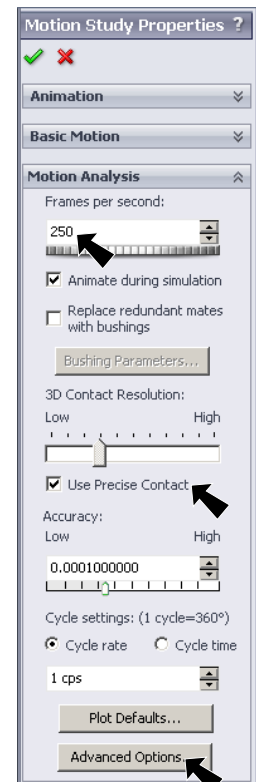 Motion Study Properties ?
Animation
Basic Motion
Motion Analysis
Frames per second:
250
Animate during simulation
Replace redundant mates
with bushings
Bushing Parameters...
3D Contact Resolution:
Low High
Use Precise Contact
Accuracy:
Low High
0.0001000000
Cycle settings: (1 cycle=360°)
Cycle rate Cycle time
1 cps
Plot Defaults...
Advanced Options...